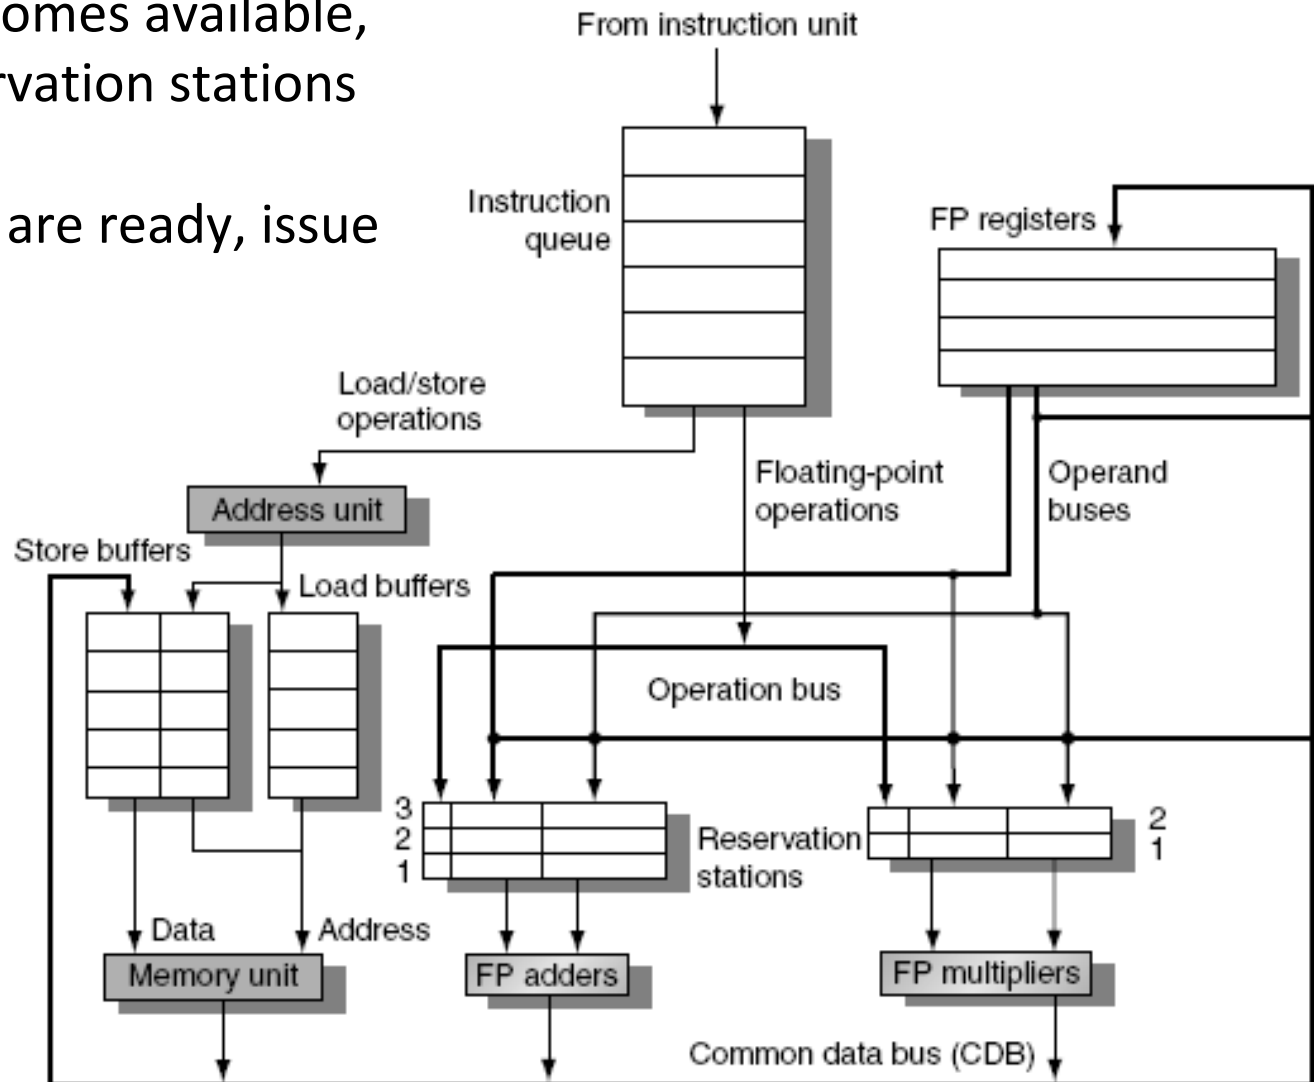 omes available,
rvation stations
are ready, issue
From instruction unit
Instruction
queue
FP registers
Load/store
operations
Floating-point
operations
Operand
buses
Address unit
Store buffers
Load buffers
Operation bus
3
2
1
Reservation
stations
2
1
Data
Address
Memory unit
FP adders
FP multipliers
Common data bus (CDB)